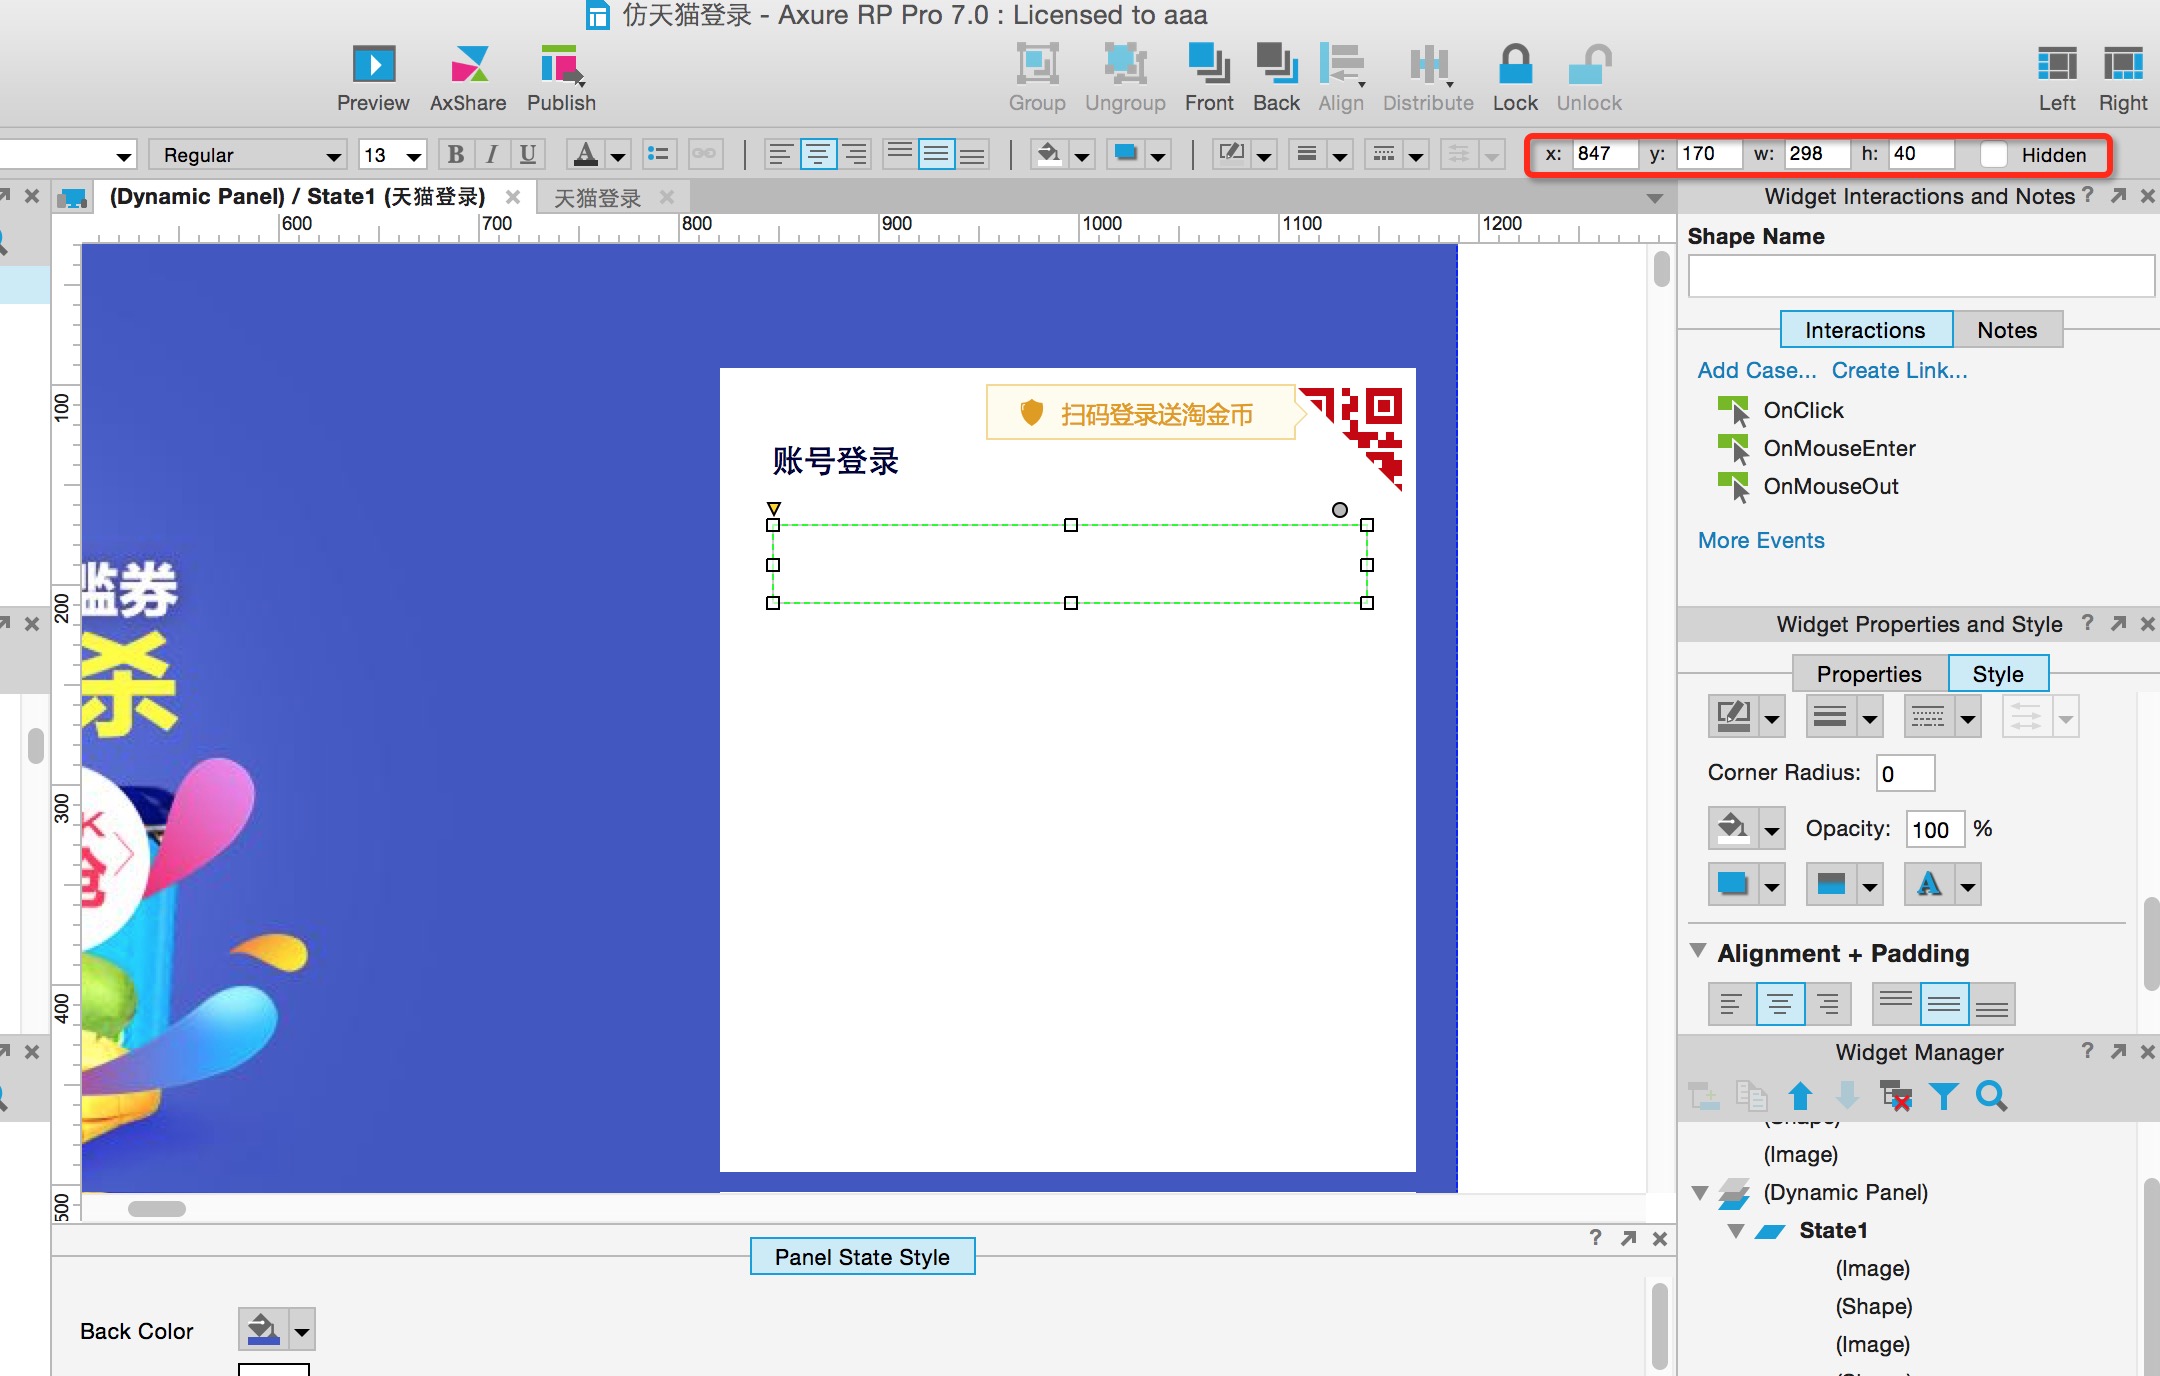 仿天猫登录 - Axure RP Pro 7.0 : Licensed to aaa
Preview AxShare Publish Group Ungroup Front Back Align Distribute Lock Unlock Left Right
Regular 13 B I U A x: 847 y: 170 w: 298 h: 40 Hidden
(Dynamic Panel) / State1 (天猫登录) 天猫登录
Widget Interactions and Notes ?
600 700 800 900 1000 1100 1200
Shape Name
Interactions Notes
Add Case... Create Link...
OnClick
OnMouseEnter
OnMouseOut
More Events
100
200
300
400
500
扫码登录送淘金币
账号登录
券
杀
K
Widget Properties and Style ?
Properties Style
Corner Radius: 0
Opacity: 100 %
A
Alignment + Padding
Widget Manager ?
(Shape)
(Image)
(Dynamic Panel)
State1
(Image)
(Shape)
(Image)
?
Panel State Style
Back Color